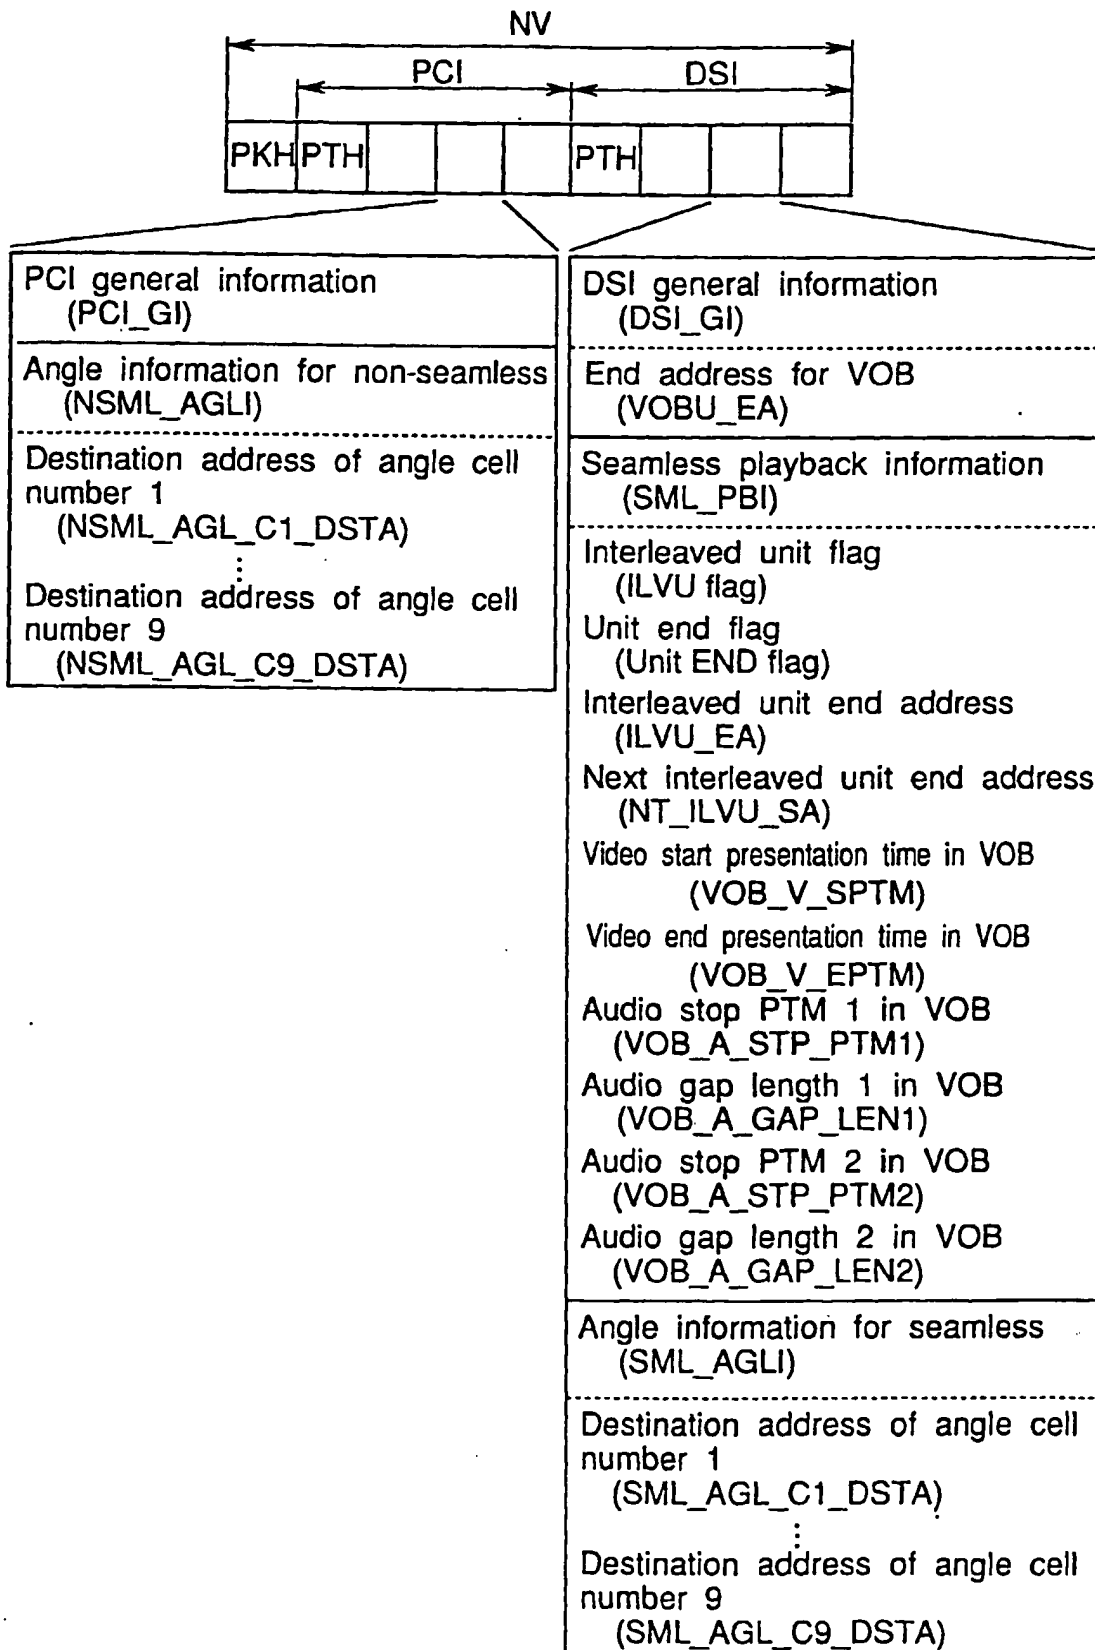 NV
PCI
DSI
PKH PTH PTH
PCI general information
(PCI_GI)
Angle information for non-seamless
(NSML_AGLI)
Destination address of angle cell
number 1
(NSML_AGL_C1_DSTA)
⋮
Destination address of angle cell
number 9
(NSML_AGL_C9_DSTA)
DSI general information
(DSI_GI)
End address for VOB
(VOBU_EA)
Seamless playback information
(SML_PBI)
Interleaved unit flag
(ILVU flag)
Unit end flag
(Unit END flag)
Interleaved unit end address
(ILVU_EA)
Next interleaved unit end address
(NT_ILVU_SA)
Video start presentation time in VOB
(VOB_V_SPTM)
Video end presentation time in VOB
(VOB_V_EPTM)
Audio stop PTM 1 in VOB
(VOB_A_STP_PTM1)
Audio gap length 1 in VOB
(VOB_A_GAP_LEN1)
Audio stop PTM 2 in VOB
(VOB_A_STP_PTM2)
Audio gap length 2 in VOB
(VOB_A_GAP_LEN2)
Angle information for seamless
(SML_AGLI)
Destination address of angle cell
number 1
(SML_AGL_C1_DSTA)
⋮
Destination address of angle cell
number 9
(SML_AGL_C9_DSTA)